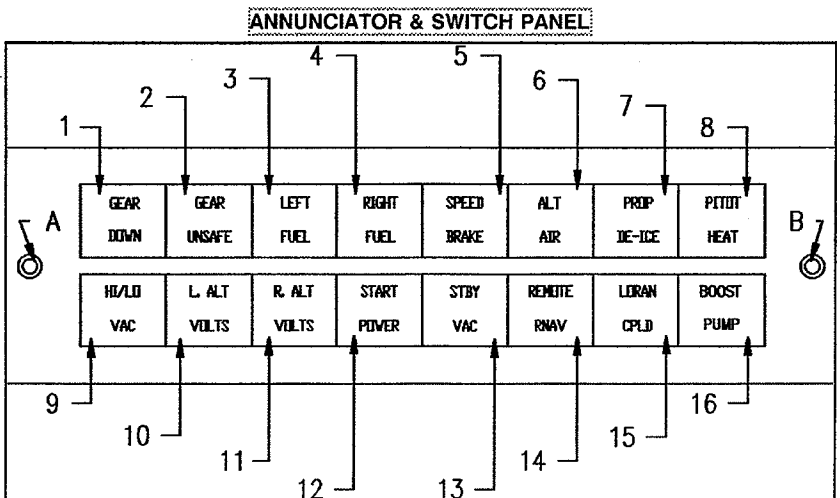 ANNUNCIATOR & SWITCH PANEL
1 2 3 4 5 6 7 8
A B
GEAR GEAR LEFT RIGHT SPEED ALT PROP PITOT
DOWN UNSAFE FUEL FUEL BRAKE AIR DE-ICE HEAT
HI/LO L. ALT R. ALT START STBY REMOTE LORAN BOOST
VAC VOLTS VOLTS POWER VAC RNAV CPLD PUMP
9 10 11 12 13 14 15 16